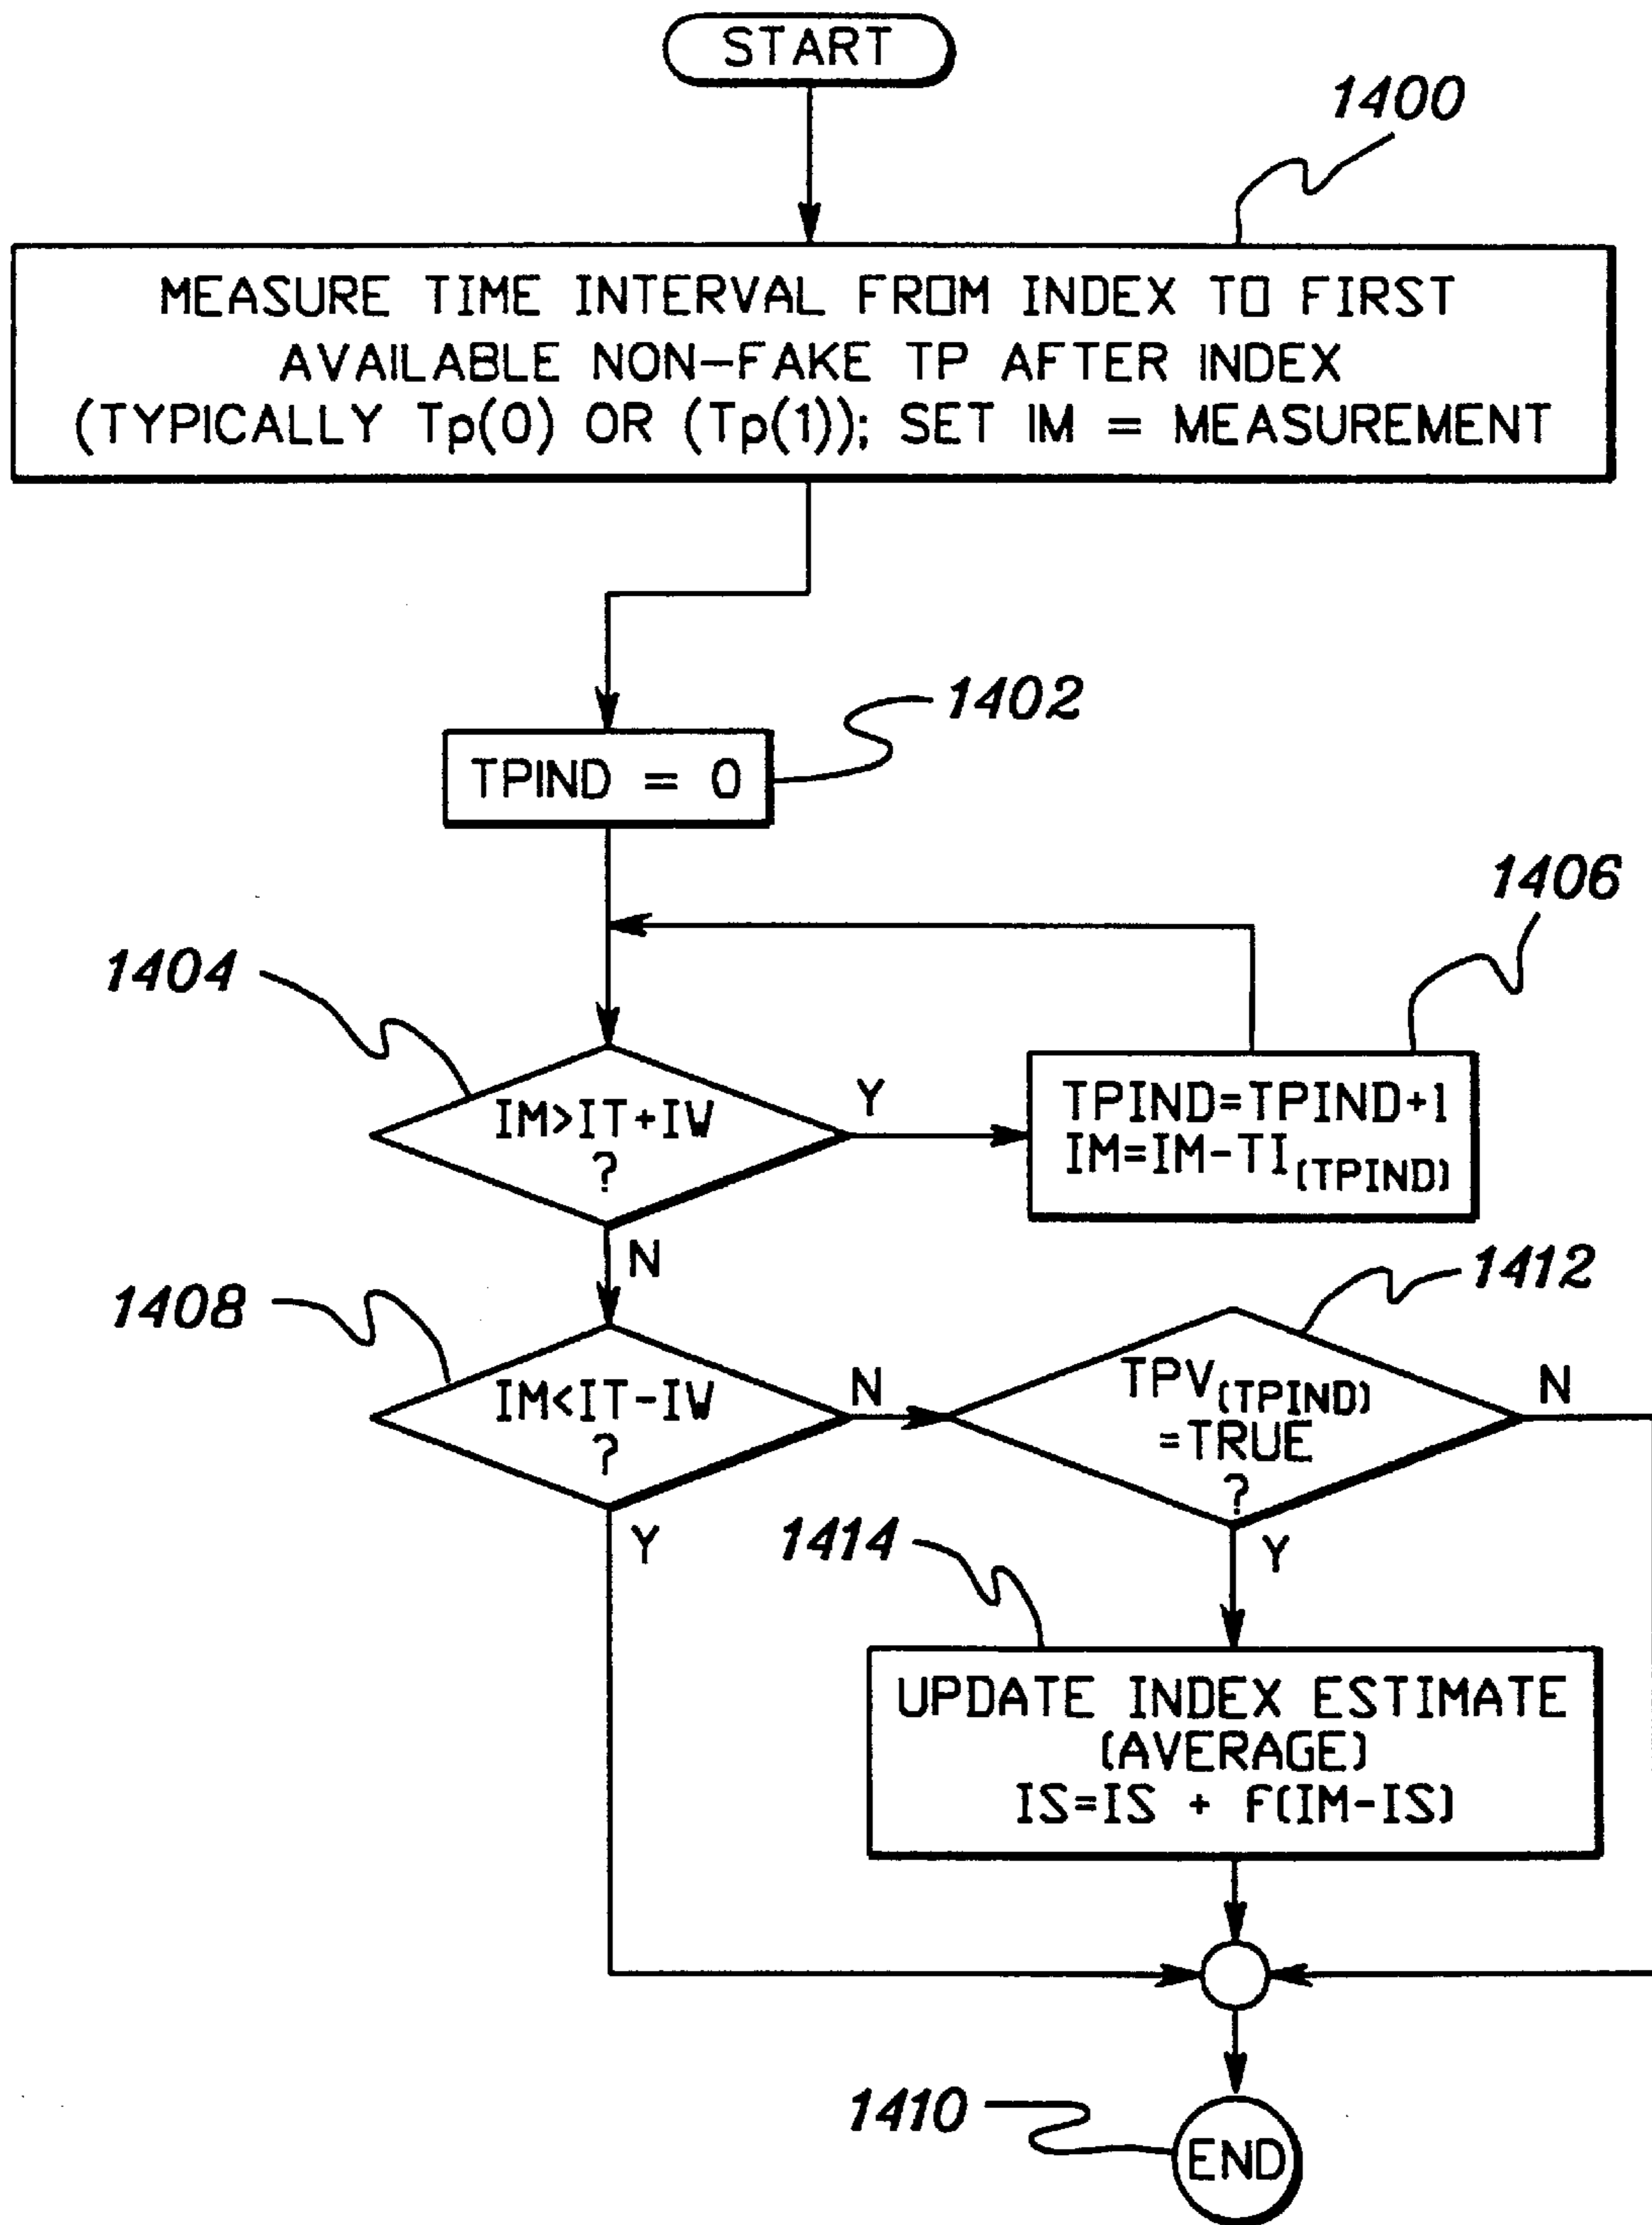 START
1400
MEASURE TIME INTERVAL FROM INDEX TO FIRST
AVAILABLE NON-FAKE TP AFTER INDEX
(TYPICALLY Tp(0) OR (Tp(1)); SET IM = MEASUREMENT
1402
TPIND = 0
1406
1404
IM>IT+IW
?
Y
TPIND=TPIND+1
IM=IM-TI(TPIND)
N
1412
1408
IM<IT-IW
?
N
TPV(TPIND)
=TRUE
?
N
Y
1414
Y
UPDATE INDEX ESTIMATE
(AVERAGE)
IS=IS + f(IM-IS)
1410
END